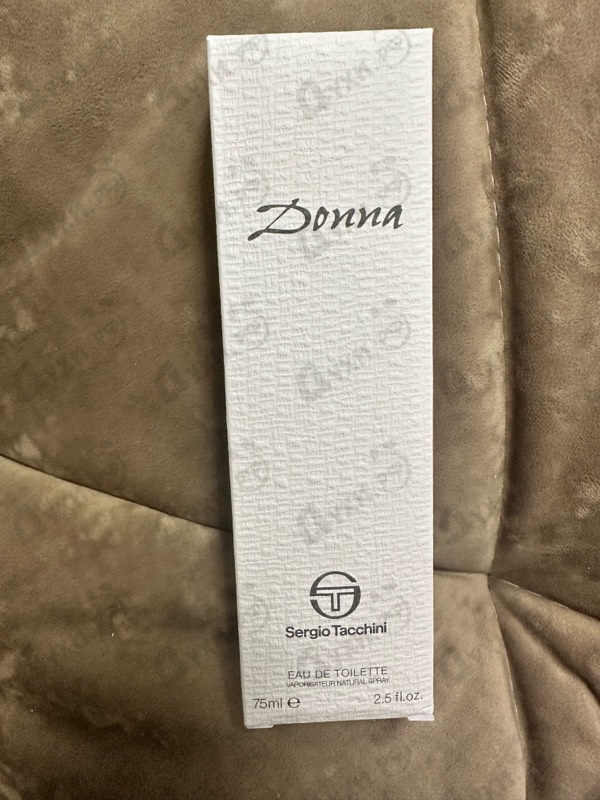 Donna
Sergio Tacchini
EAU DE TOILETTE
VAPORISATEUR NATURAL SPRAY
75ml ℮ 2.5 fl.oz.